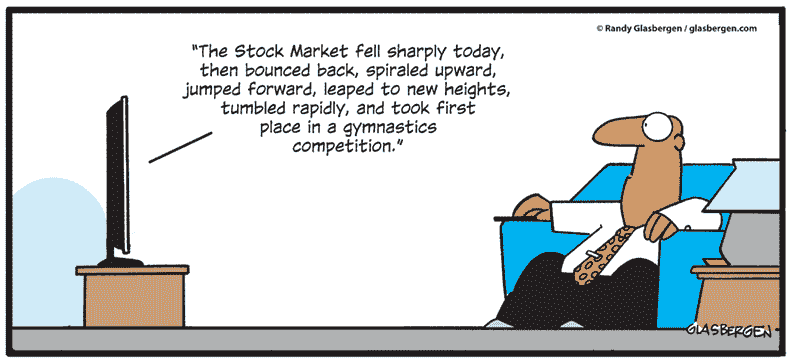 © Randy Glasbergen / glasbergen.com
"The Stock Market fell sharply today,
then bounced back, spiraled upward,
jumped forward, leaped to new heights,
tumbled rapidly, and took first
place in a gymnastics
competition."
GLASBERGEN